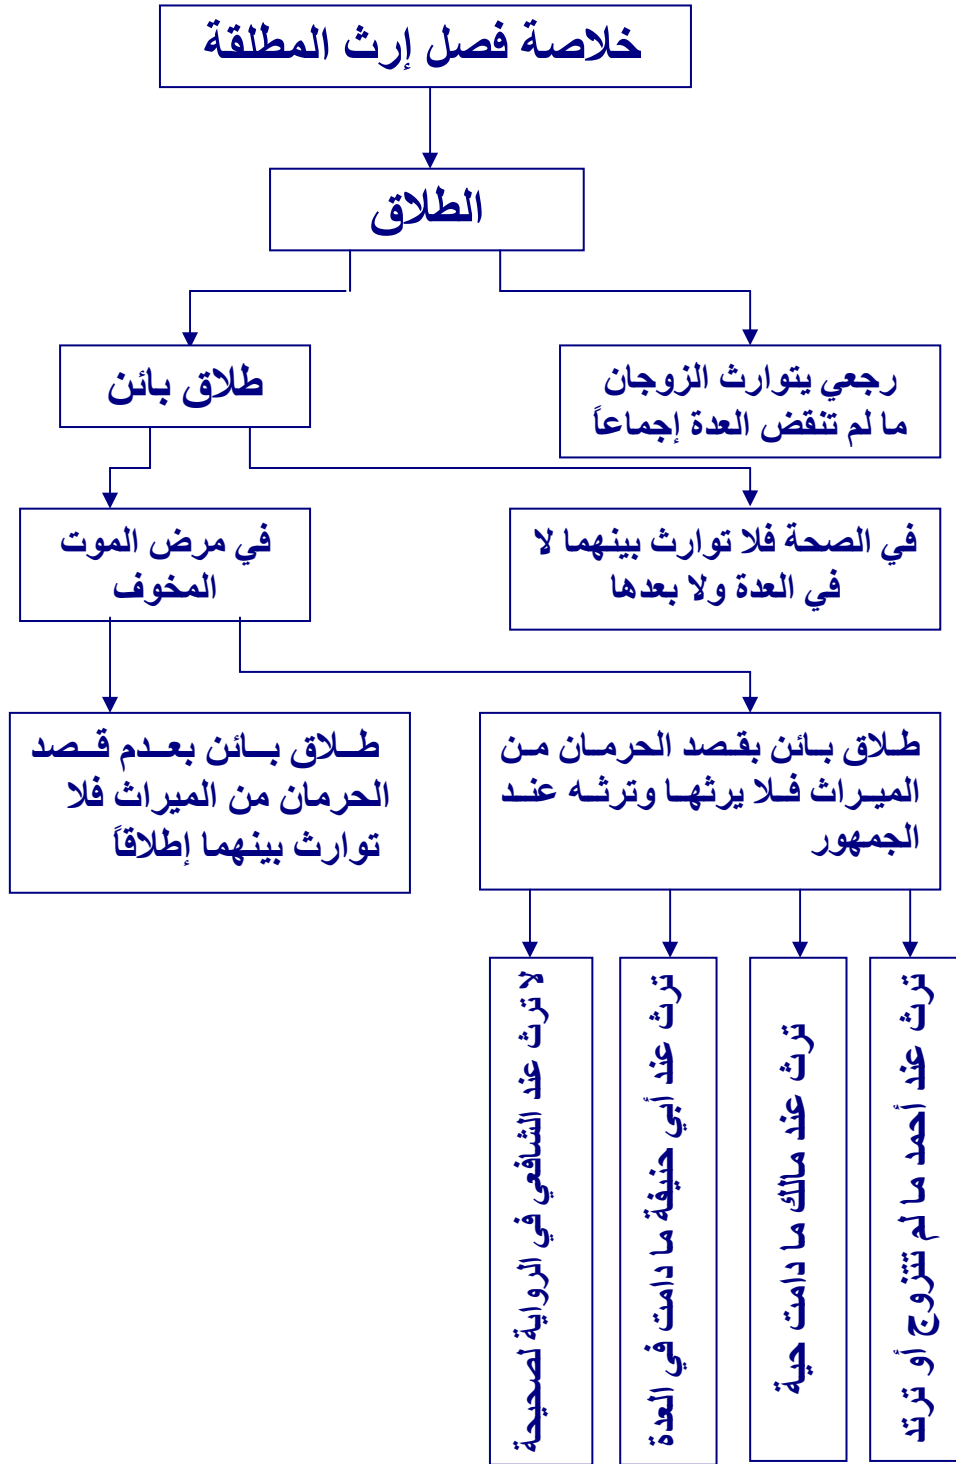 خلاصة فصل إرث المطلقة
الطلاق
رجعي يتوارث الزوجان
ما لم تنقض العدة إجماعاً
طلاق بائن
في الصحة فلا توارث بينهما لا
في العدة ولا بعدها
في مرض الموت
المخوف
طلاق بائن بقصد الحرمان من
الميراث فلا يرثها وترثه عند
الجمهور
طلاق بائن بعدم قصد
الحرمان من الميراث فلا
توارث بينهما إطلاقاً
ترث عند أحمد ما لم تتزوج أو ترتد
ترث عند مالك ما دامت حية
ترث عند أبي حنيفة ما دامت في العدة
لا ترث عند الشافعي في الرواية لصحيحة